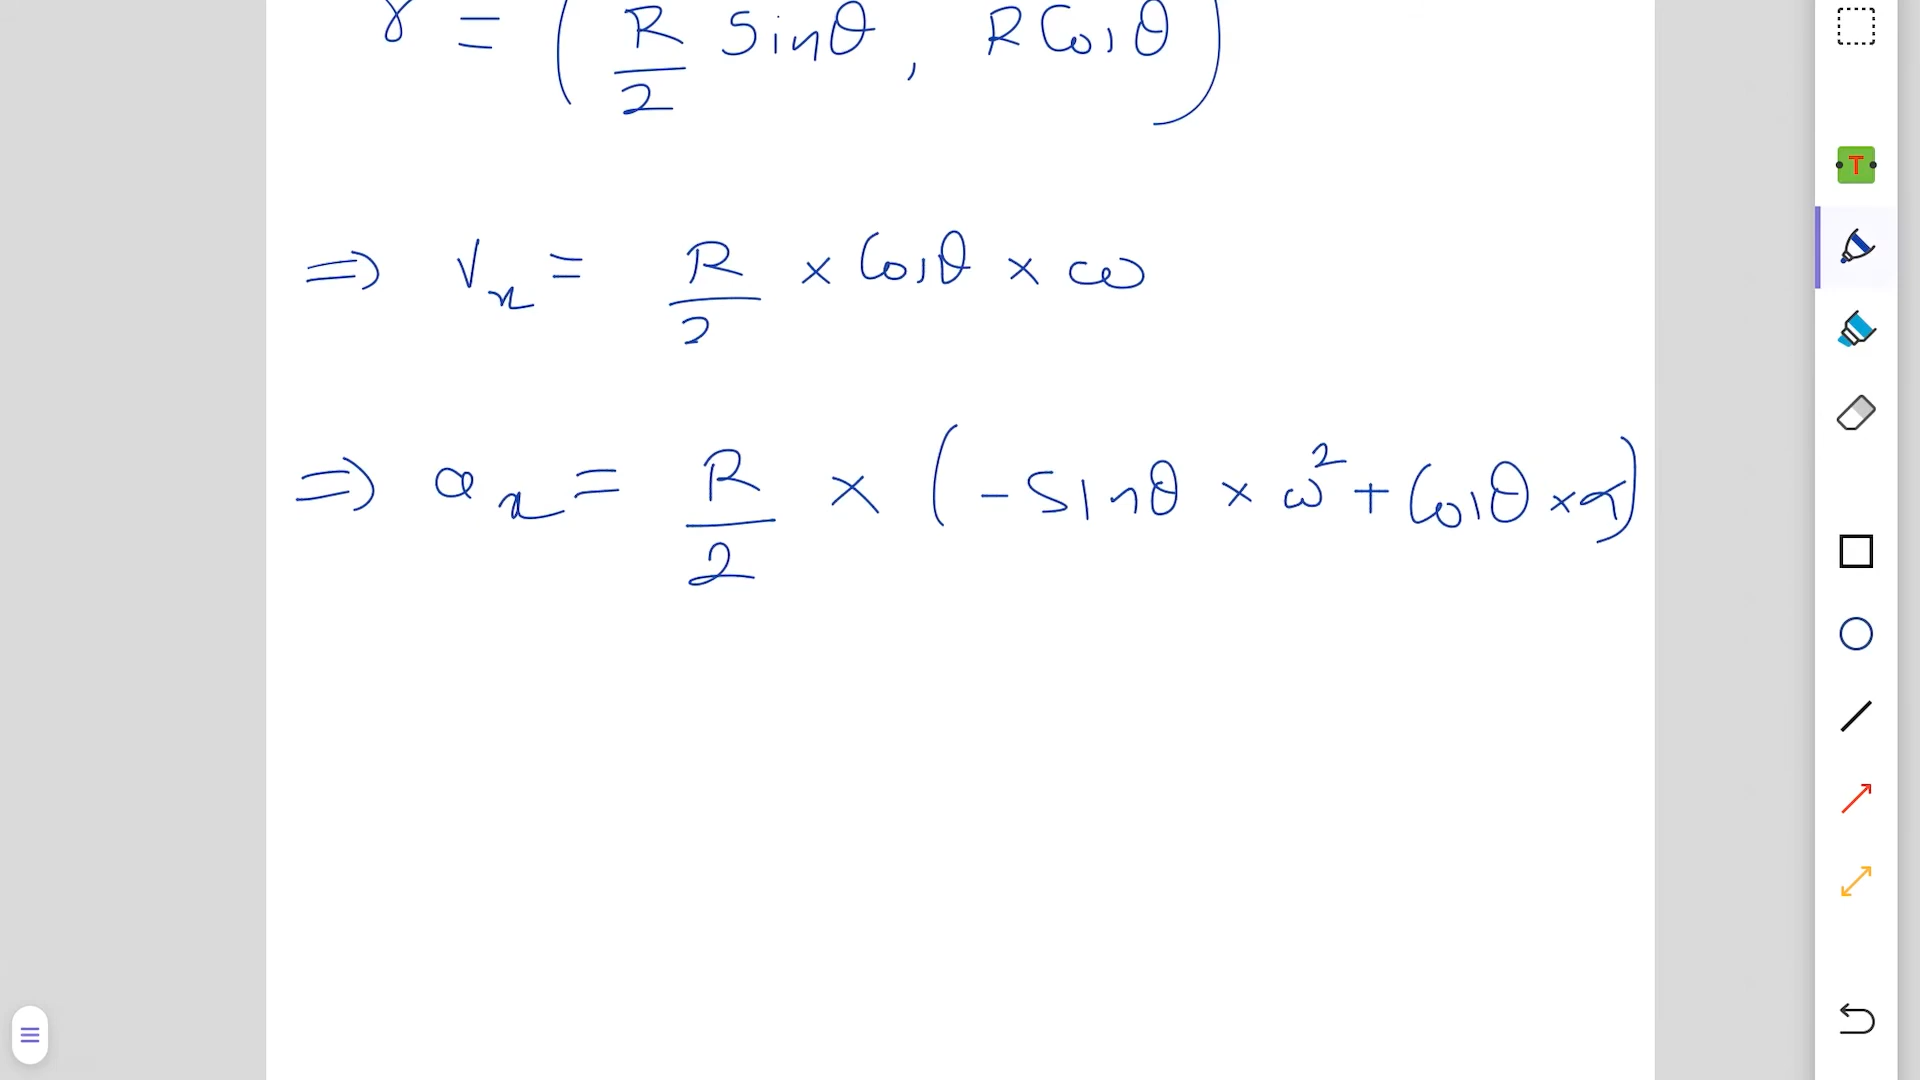 r = ( R/2 Sinθ, R Cosθ )
⇒ Vx = R/2 × Cosθ × ω
⇒ ax = R/2 × ( - Sinθ × ω² + Cosθ × α )
T